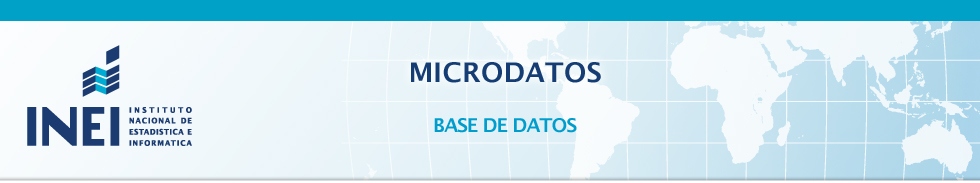 INEI
INSTITUTO
NACIONAL DE
ESTADISTICA E
INFORMATICA
MICRODATOS
BASE DE DATOS